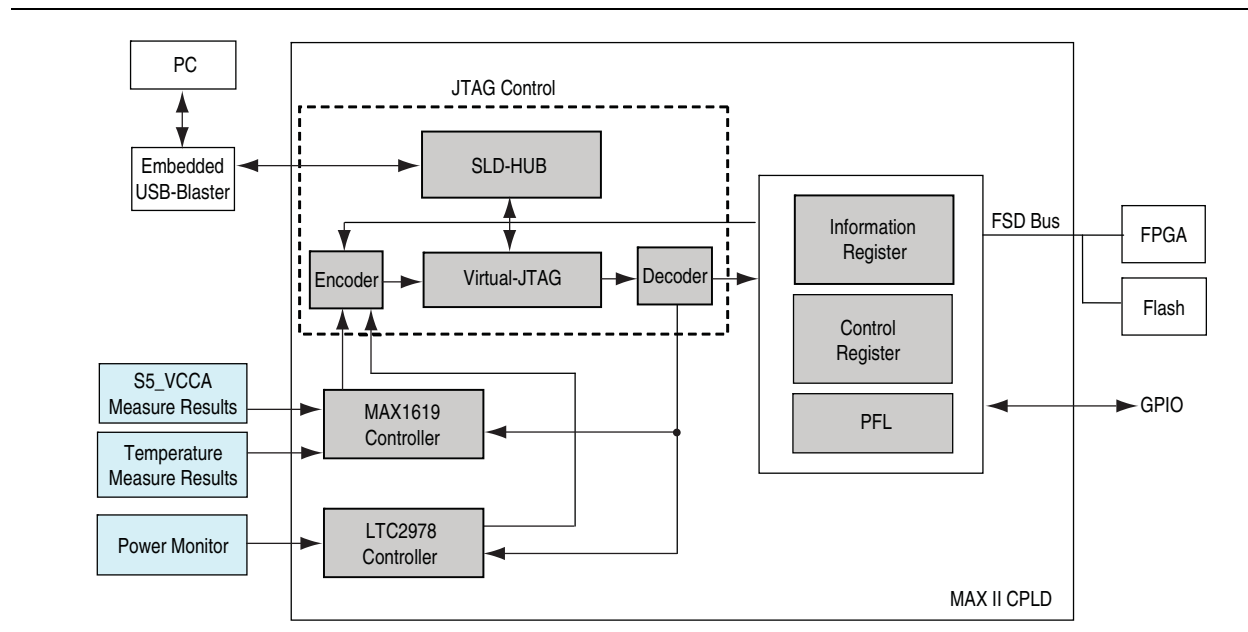 PC
JTAG Control
Embedded
USB-Blaster
SLD-HUB
Encoder
Virtual-JTAG
Decoder
Information
Register
Control
Register
PFL
FSD Bus
FPGA
Flash
GPIO
S5_VCCA
Measure Results
Temperature
Measure Results
Power Monitor
MAX1619
Controller
LTC2978
Controller
MAX II CPLD